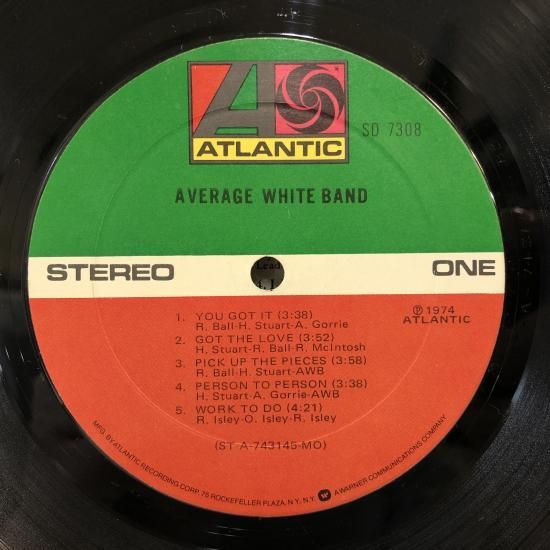 ATLANTIC
SD 7308
AVERAGE WHITE BAND
STEREO
ONE
1. YOU GOT IT (3:38)
R. Ball-H. Stuart-A. Gorrie
2. GOT THE LOVE (3:52)
H. Stuart-R. Ball-R. McIntosh
3. PICK UP THE PIECES (3:58)
R. Ball-H. Stuart-AWB
4. PERSON TO PERSON (3:38)
H. Stuart-A. Gorrie-AWB
5. WORK TO DO (4:21)
R. Isley-O. Isley-R. Isley
(ST-A-743145-MO)
℗ 1974
ATLANTIC
MFG. BY ATLANTIC RECORDING CORP. 75 ROCKEFELLER PLAZA, N.Y. N.Y. A WARNER COMMUNICATIONS COMPANY